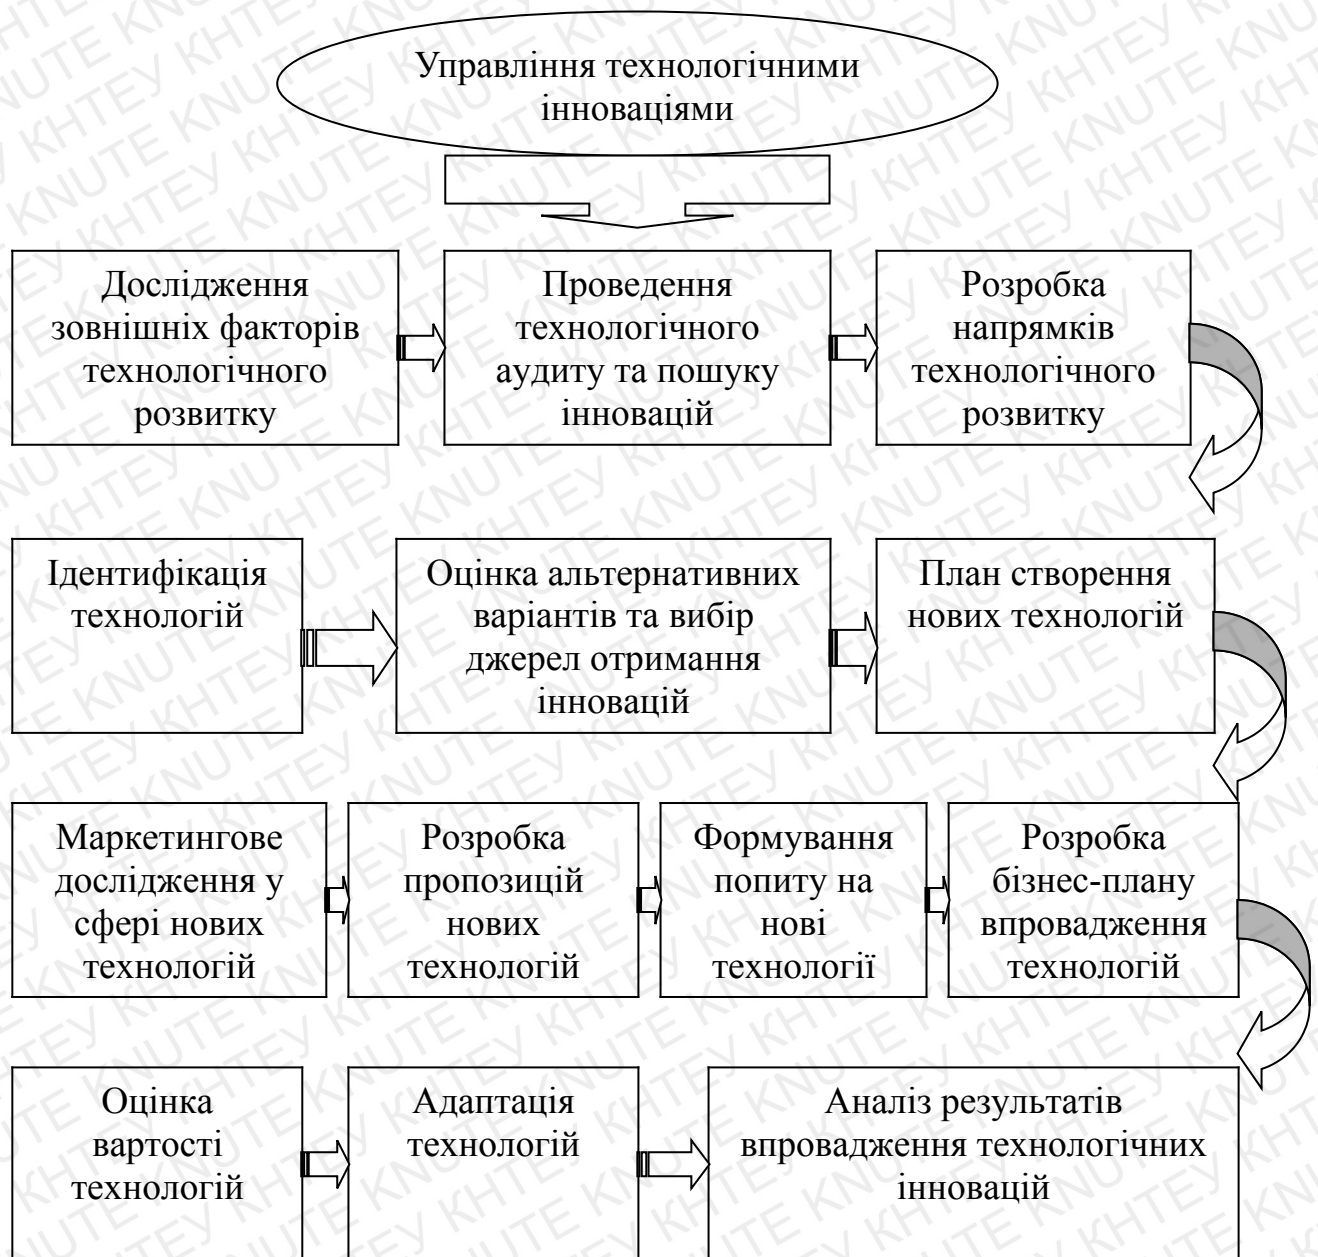 Управління технологічними
інноваціями
Дослідження
зовнішніх факторів
технологічного
розвитку
Проведення
технологічного
аудиту та пошуку
інновацій
Розробка
напрямків
технологічного
розвитку
Ідентифікація
технологій
Оцінка альтернативних
варіантів та вибір
джерел отримання
інновацій
План створення
нових технологій
Маркетингове
дослідження у
сфері нових
технологій
Розробка
пропозицій
нових
технологій
Формування
попиту на
нові
технології
Розробка
бізнес-плану
впровадження
технологій
Оцінка
вартості
технологій
Адаптація
технологій
Аналіз результатів
впровадження технологічних
інновацій